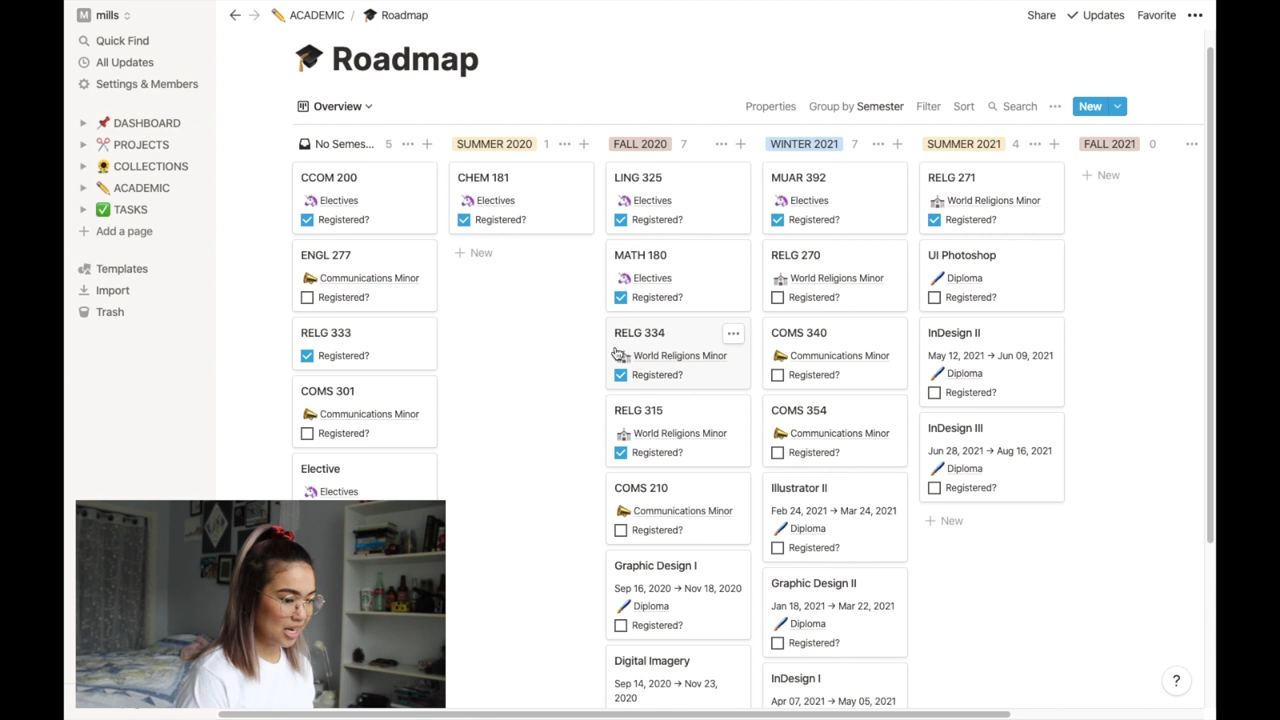 M mills
← → ACADEMIC / Roadmap
Share Updates Favorite •••
Quick Find
All Updates
Settings & Members
DASHBOARD
PROJECTS
COLLECTIONS
ACADEMIC
TASKS
+ Add a page
Templates
Import
Trash
Roadmap
Overview
Properties Group by Semester Filter Sort Search ••• New
No Semes... 5 ••• +
CCOM 200
Electives
Registered?
ENGL 277
Communications Minor
Registered?
RELG 333
Registered?
COMS 301
Communications Minor
Registered?
Elective
Electives
SUMMER 2020 1 ••• +
CHEM 181
Electives
Registered?
+ New
FALL 2020 7 ••• +
LING 325
Electives
Registered?
MATH 180
Electives
Registered?
RELG 334 •••
World Religions Minor
Registered?
RELG 315
World Religions Minor
Registered?
COMS 210
Communications Minor
Registered?
Graphic Design I
Sep 16, 2020 → Nov 18, 2020
Diploma
Registered?
Digital Imagery
Sep 14, 2020 → Nov 23,
2020
WINTER 2021 7 ••• +
MUAR 392
Electives
Registered?
RELG 270
World Religions Minor
Registered?
COMS 340
Communications Minor
Registered?
COMS 354
Communications Minor
Registered?
Illustrator II
Feb 24, 2021 → Mar 24, 2021
Diploma
Registered?
Graphic Design II
Jan 18, 2021 → Mar 22, 2021
Diploma
Registered?
InDesign I
Apr 07, 2021 → May 05, 2021
SUMMER 2021 4 ••• +
RELG 271
World Religions Minor
Registered?
UI Photoshop
Diploma
Registered?
InDesign II
May 12, 2021 → Jun 09, 2021
Diploma
Registered?
InDesign III
Jun 28, 2021 → Aug 16, 2021
Diploma
Registered?
+ New
FALL 2021 0 •••
+ New
?